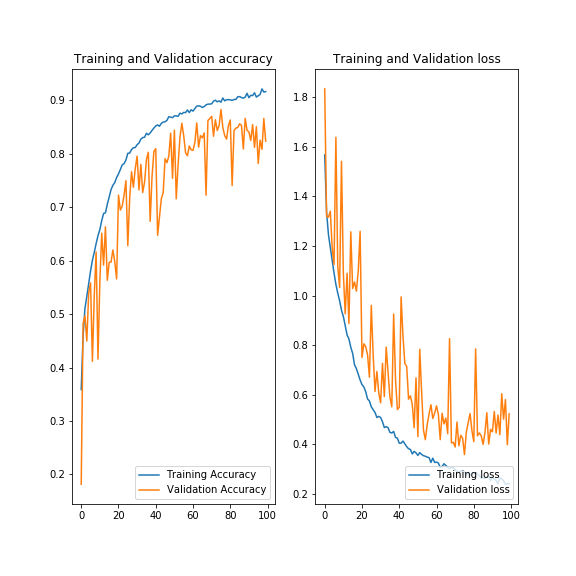 Training and Validation accuracy
0.9
0.8
0.7
0.6
0.5
0.4
0.3
0.2
0 20 40 60 80 100
Training Accuracy
Validation Accuracy
Training and Validation loss
1.8
1.6
1.4
1.2
1.0
0.8
0.6
0.4
0.2
0 20 40 60 80 100
Training loss
Validation loss